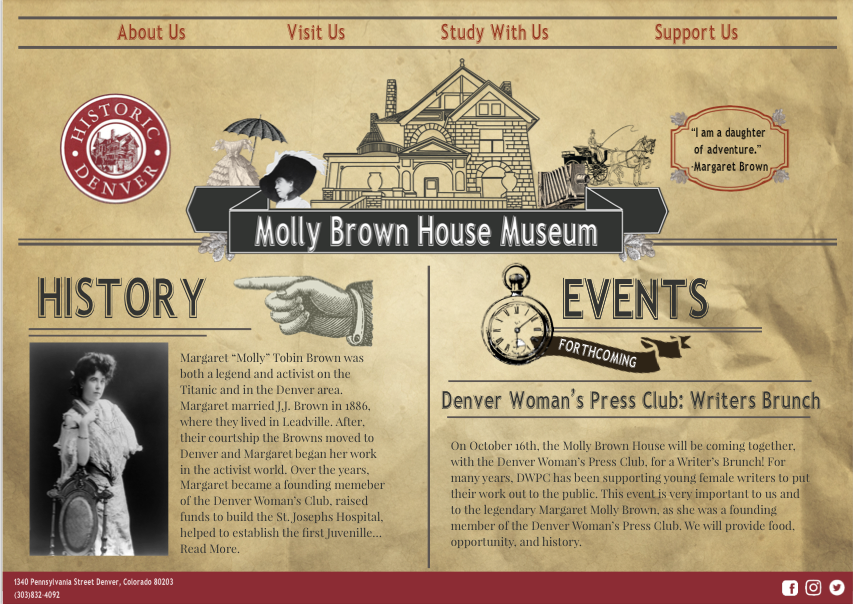 About Us
Visit Us
Study With Us
Support Us
HISTORIC
DENVER
"I am a daughter
of adventure."
-Margaret Brown
Molly Brown House Museum
HISTORY
Margaret "Molly" Tobin Brown was
both a legend and activist on the
Titanic and in the Denver area.
Margaret married J.J. Brown in 1886,
where they lived in Leadville. After,
their courtship the Browns moved to
Denver and Margaret began her work
in the activist world. Over the years,
Margaret became a founding memeber
of the Denver Woman's Club, raised
funds to build the St. Josephs Hospital,
helped to establish the first Juvenille...
Read More.
EVENTS
FORTHCOMING
Denver Woman's Press Club: Writers Brunch
On October 16th, the Molly Brown House will be coming together,
with the Denver Woman's Press Club, for a Writer's Brunch! For
many years, DWPC has been supporting young female writers to put
their work out to the public. This event is very important to us and
to the legendary Margaret Molly Brown, as she was a founding
member of the Denver Woman's Press Club. We will provide food,
opportunity, and history.
1340 Pennsylvania Street Denver, Colorado 80203
(303)832-4092